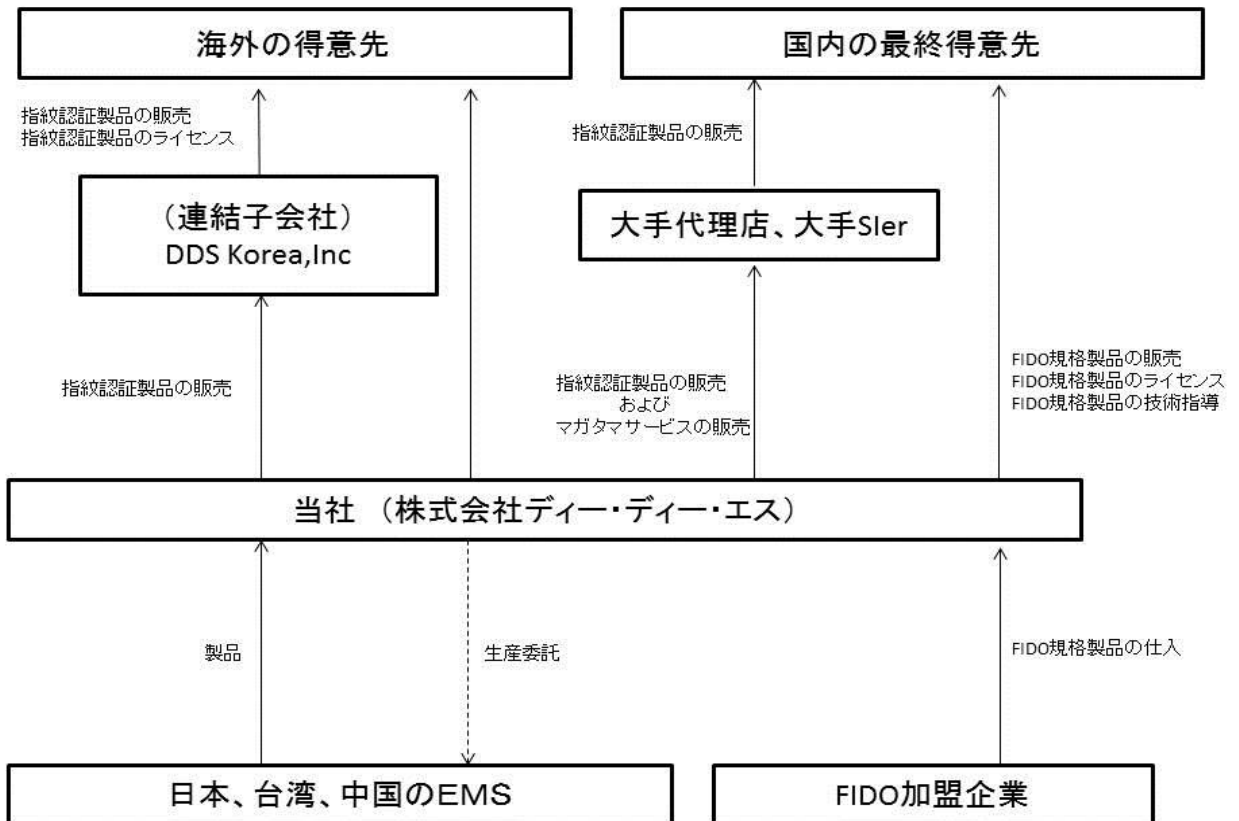 海外の得意先
国内の最終得意先
指紋認証製品の販売
指紋認証製品のライセンス
指紋認証製品の販売
（連結子会社）
DDS Korea,Inc
大手代理店、大手SIer
指紋認証製品の販売
指紋認証製品の販売
および
マガタマサービスの販売
FIDO規格製品の販売
FIDO規格製品のライセンス
FIDO規格製品の技術指導
当社 （株式会社ディー・ディー・エス）
製品
生産委託
FIDO規格製品の仕入
日本、台湾、中国のEMS
FIDO加盟企業